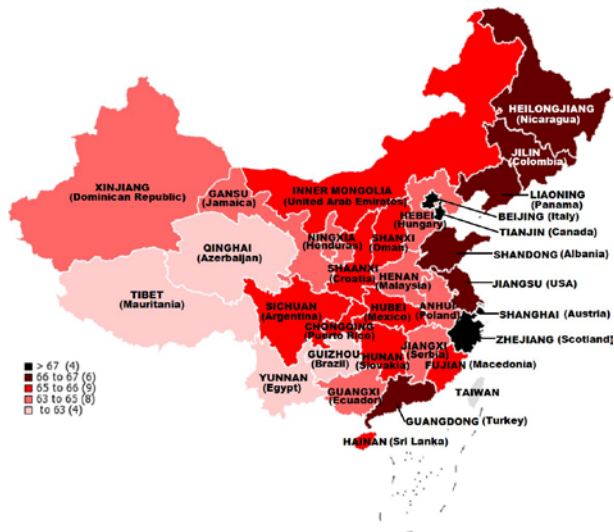 HEILONGJIANG
(Nicaragua)
JILIN
(Colombia)
LIAONING
(Panama)
XINJIANG
(Dominican Republic)
GANSU
(Jamaica)
INNER MONGOLIA
(United Arab Emirates)
HEBEI
(Hungary)
BEIJING (Italy)
TIANJIN (Canada)
QINGHAI
(Azerbaijan)
NINGXIA
(Honduras)
SHANXI
(Oman)
SHANDONG (Albania)
SHAANXI
(Croatia)
HENAN
(Malaysia)
JIANGSU (USA)
TIBET
(Mauritania)
SICHUAN
(Argentina)
HUBEI
(Mexico)
ANHUI
(Poland)
SHANGHAI (Austria)
CHONGQING
(Puerto Rico)
ZHEJIANG (Scotland)
GUIZHOU
(Brazil)
HUNAN
(Slovakia)
JIANGXI
(Serbia)
FUJIAN (Macedonia)
YUNNAN
(Egypt)
GUANGXI
(Ecuador)
TAIWAN
GUANGDONG (Turkey)
HAINAN (Sri Lanka)
> 67 (4)
66 to 67 (6)
65 to 66 (9)
63 to 65 (8)
to 63 (4)